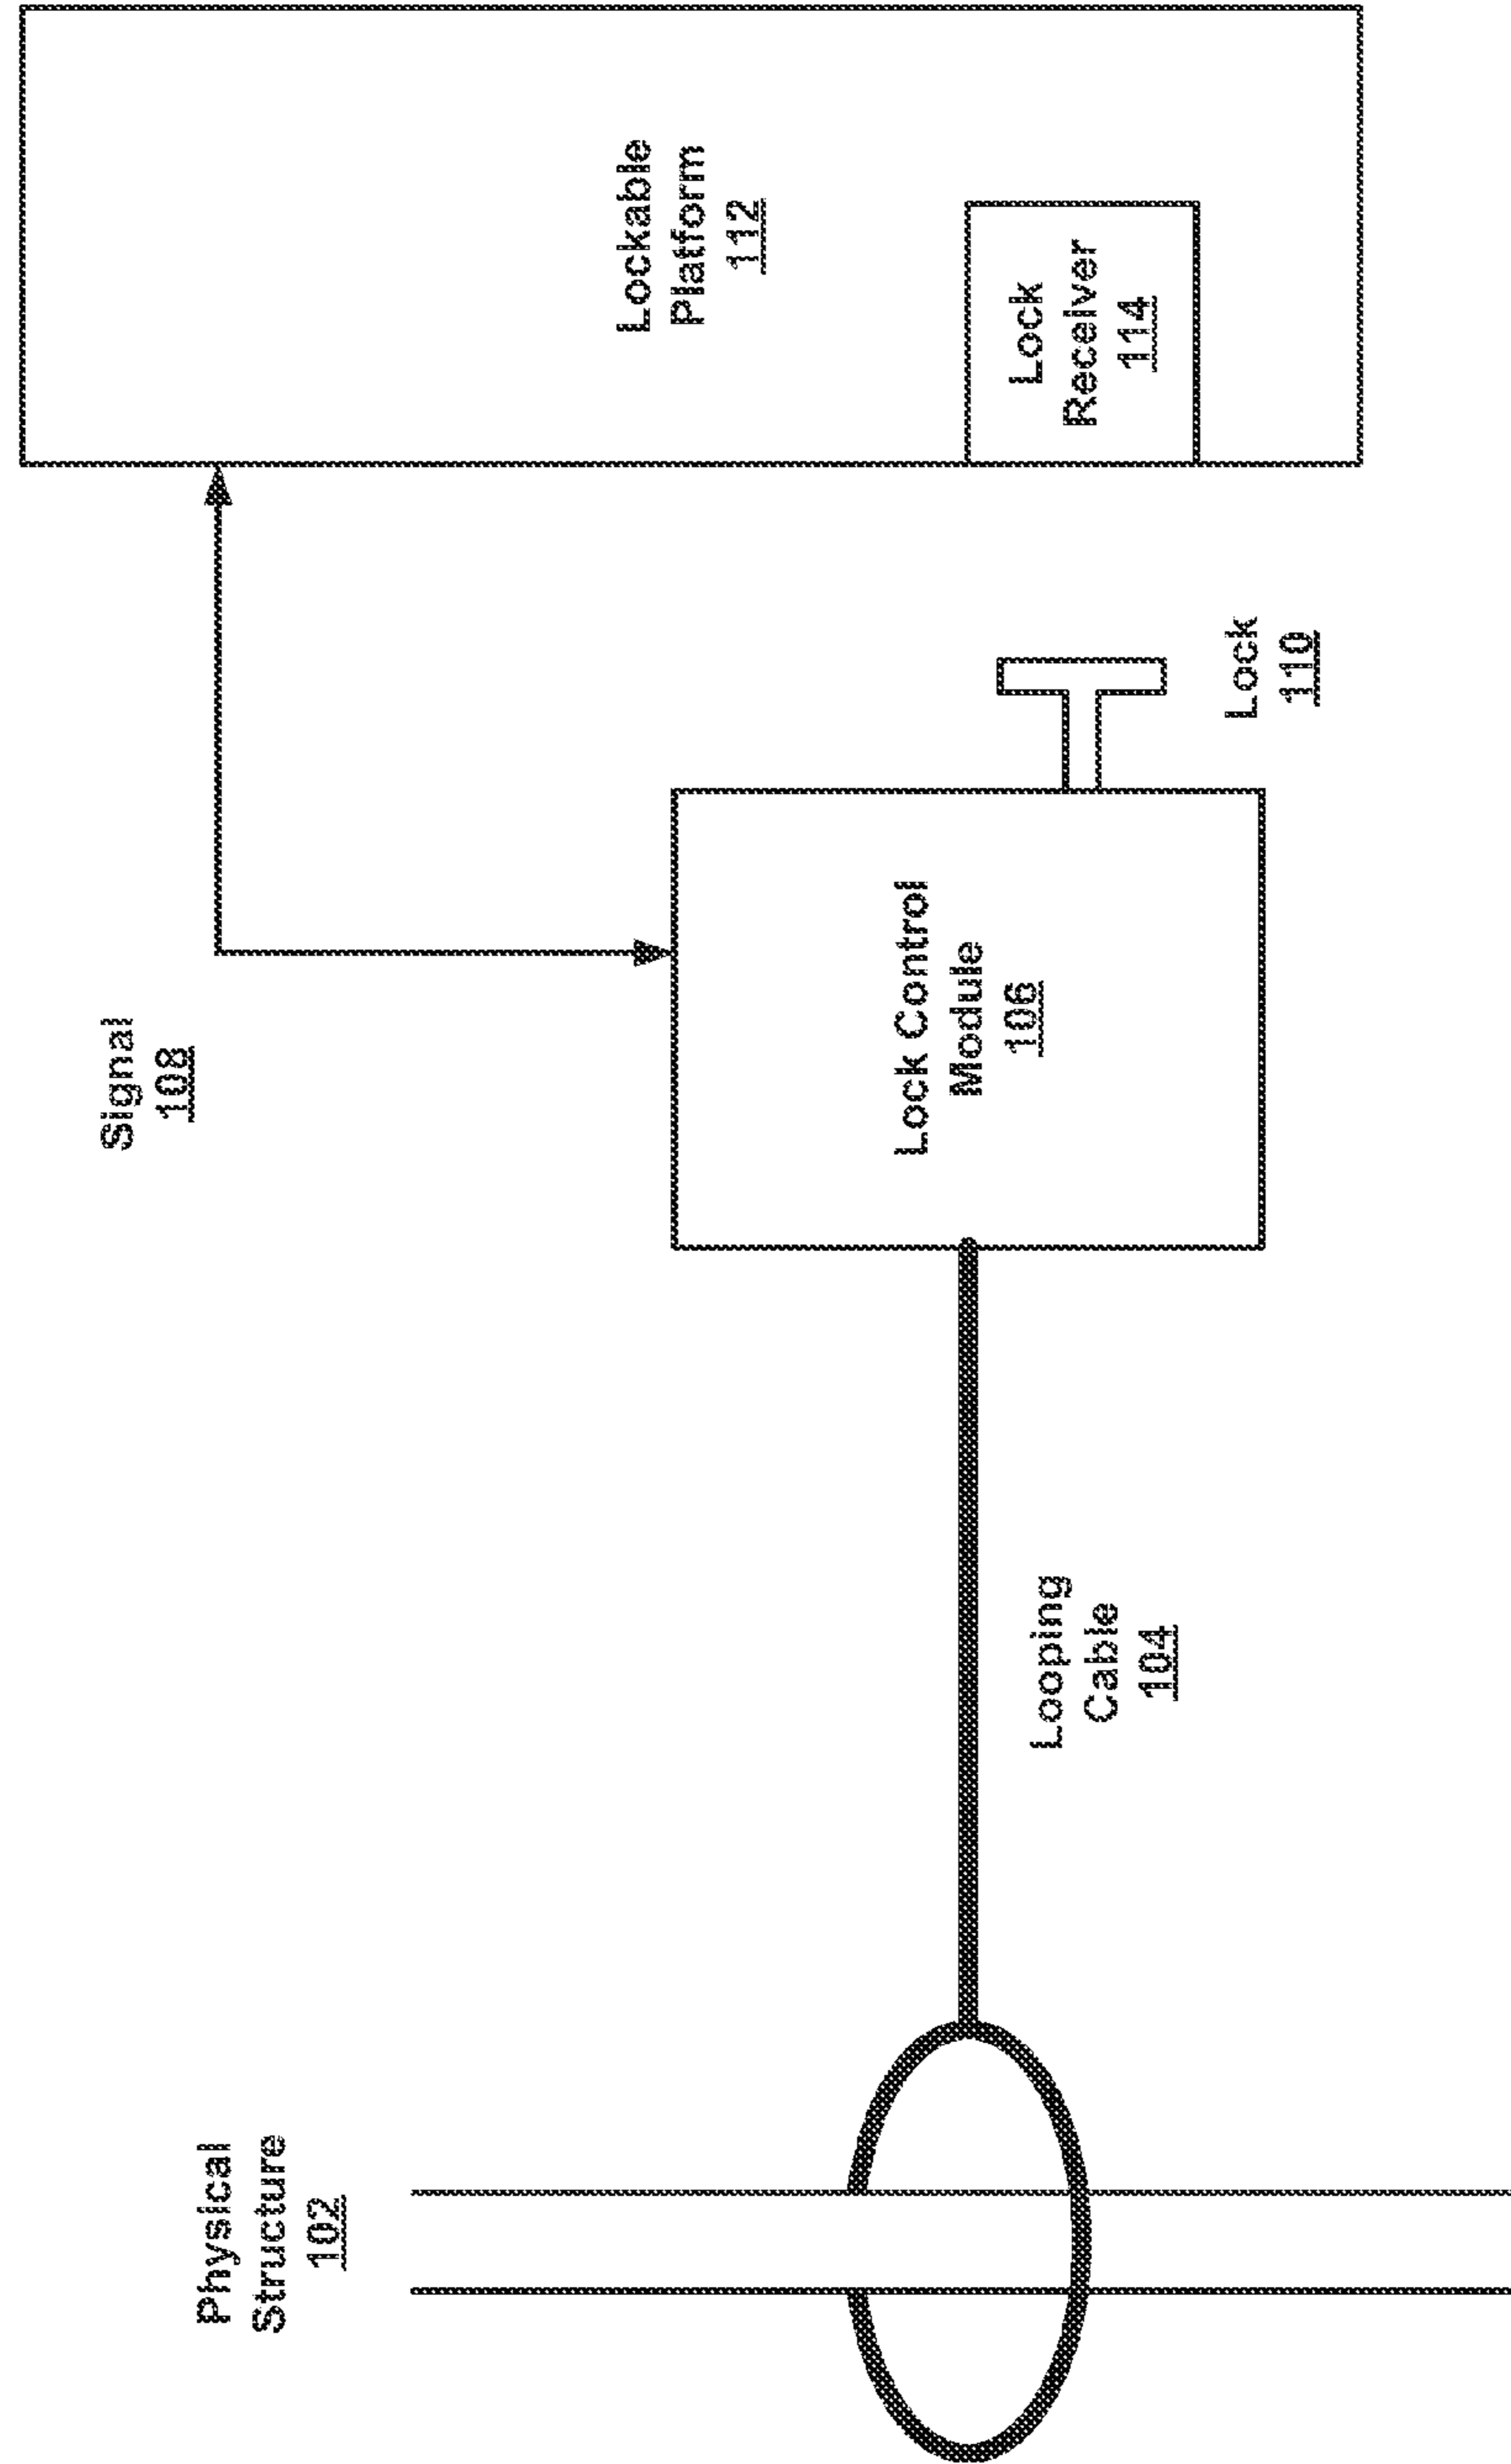 Physical
Structure
102
Looping
Cable
104
Signal
108
Lock Control
Module
106
Lock
110
Lockable
Platform
112
Lock
Receiver
114